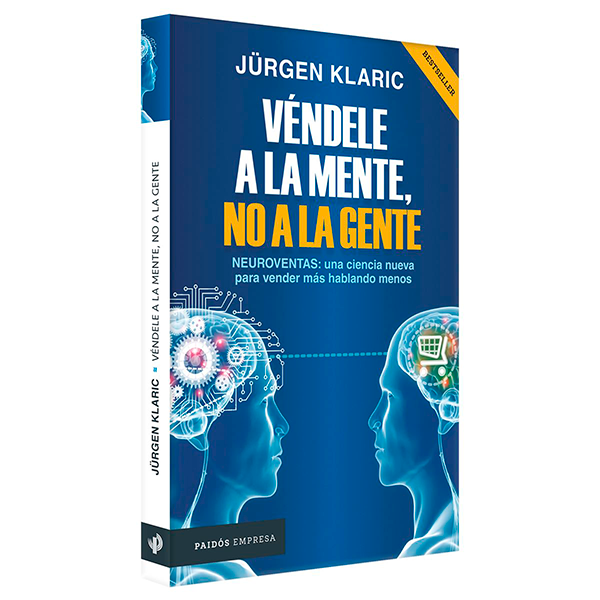 JÜRGEN KLARIC
BESTSELLER
VÉNDELE
A LA MENTE,
NO A LA GENTE
NEUROVENTAS: una ciencia nueva
para vender más hablando menos
PAIDÓS EMPRESA
JÜRGEN KLARIC ▪ VÉNDELE A LA MENTE, NO A LA GENTE